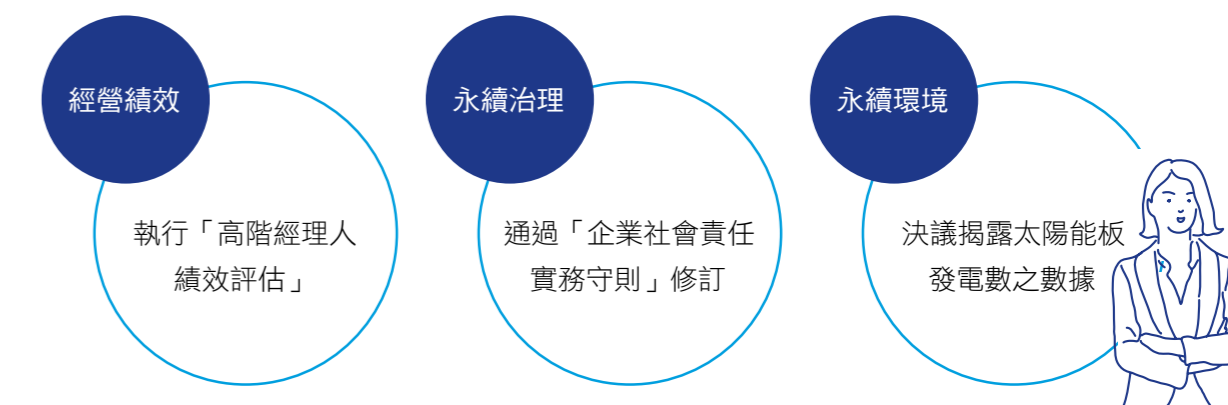 經營績效
執行「高階經理人
績效評估」
永續治理
通過「企業社會責任
實務守則」修訂
永續環境
決議揭露太陽能板
發電數之數據